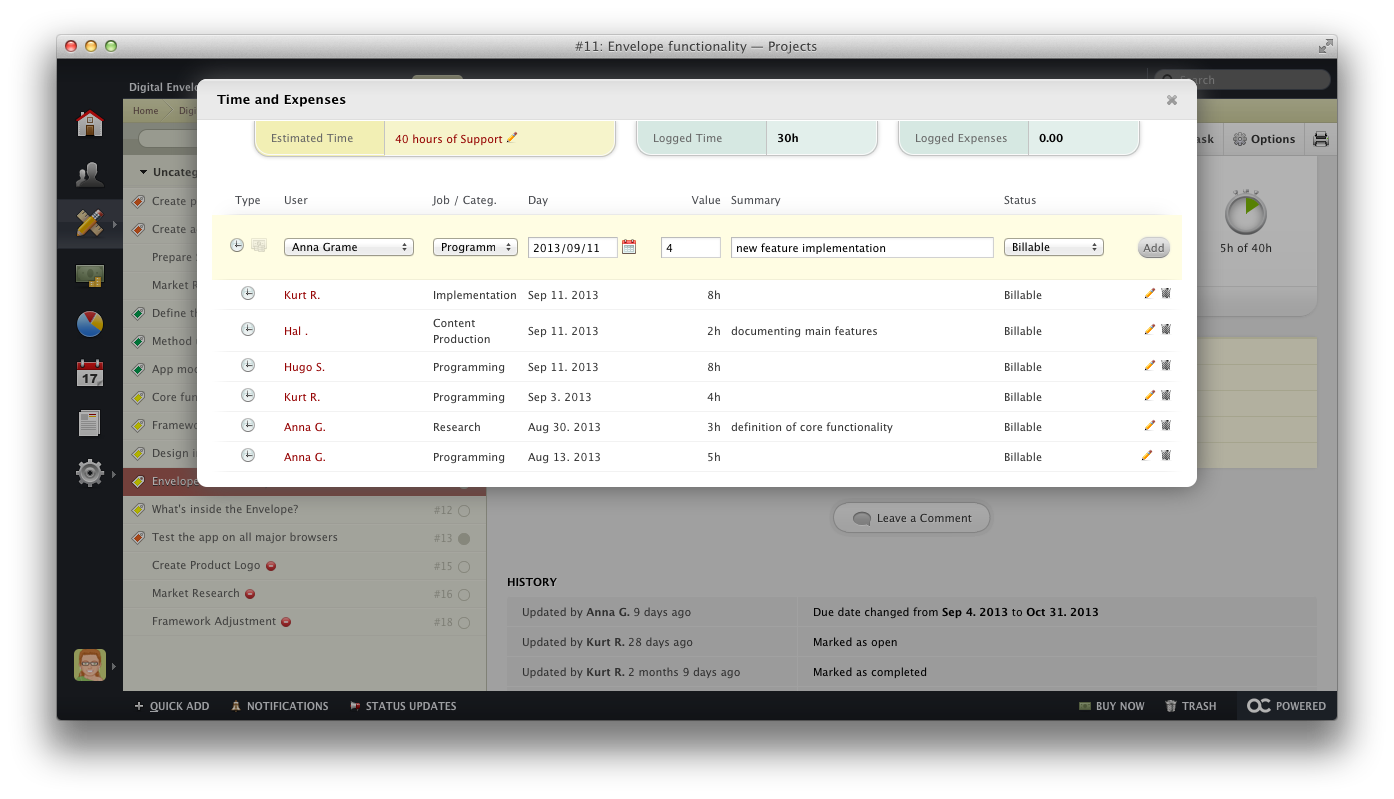 #11: Envelope functionality — Projects
Digital Envelo
Search
Time and Expenses
Home
Digi
Estimated Time
40 hours of Support
Logged Time
30h
Logged Expenses
0.00
ask
Options
Uncateg
Type User Job / Categ. Day Value Summary Status
Create p
Create a
Anna Grame Programm 2013/09/11 4 new feature implementation Billable Add
5h of 40h
Prepare
Market R
Kurt R. Implementation Sep 11. 2013 8h Billable
Define th
Hal . Content Production Sep 11. 2013 2h documenting main features Billable
Method
Hugo S. Programming Sep 11. 2013 8h Billable
App moc
17
Kurt R. Programming Sep 3. 2013 4h Billable
Core fun
Anna G. Research Aug 30. 2013 3h definition of core functionality Billable
Framewo
Anna G. Programming Aug 13. 2013 5h Billable
Design i
Envelope
What's inside the Envelope? #12
Leave a Comment
Test the app on all major browsers #13
Create Product Logo #15
Market Research #16
Framework Adjustment #18
HISTORY
Updated by Anna G. 9 days ago Due date changed from Sep 4. 2013 to Oct 31. 2013
Updated by Kurt R. 28 days ago Marked as open
Updated by Kurt R. 2 months 9 days ago Marked as completed
QUICK ADD NOTIFICATIONS STATUS UPDATES BUY NOW TRASH POWERED